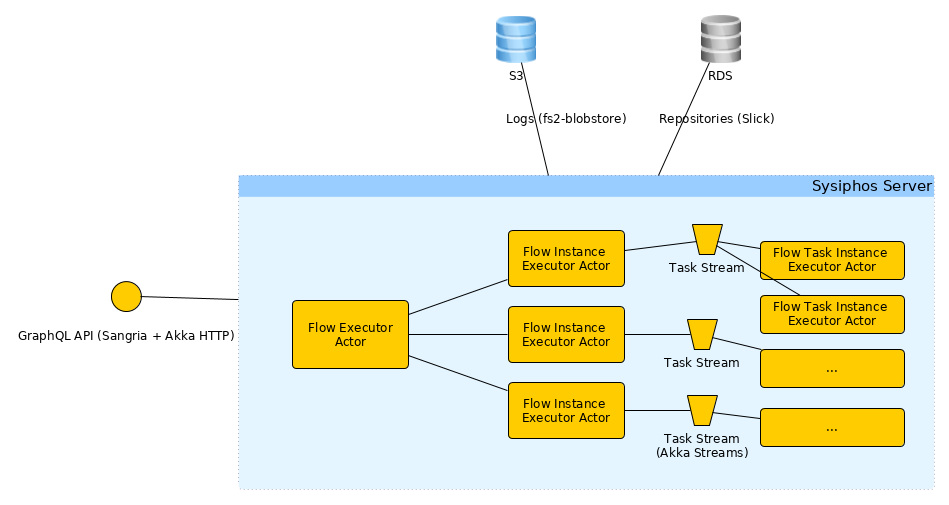 S3
RDS
Logs (fs2-blobstore)
Repositories (Slick)
Sysiphos Server
GraphQL API (Sangria + Akka HTTP)
Flow Executor
Actor
Flow Instance
Executor Actor
Flow Instance
Executor Actor
Flow Instance
Executor Actor
Task Stream
Task Stream
Task Stream
(Akka Streams)
Flow Task Instance
Executor Actor
Flow Task Instance
Executor Actor
...
...